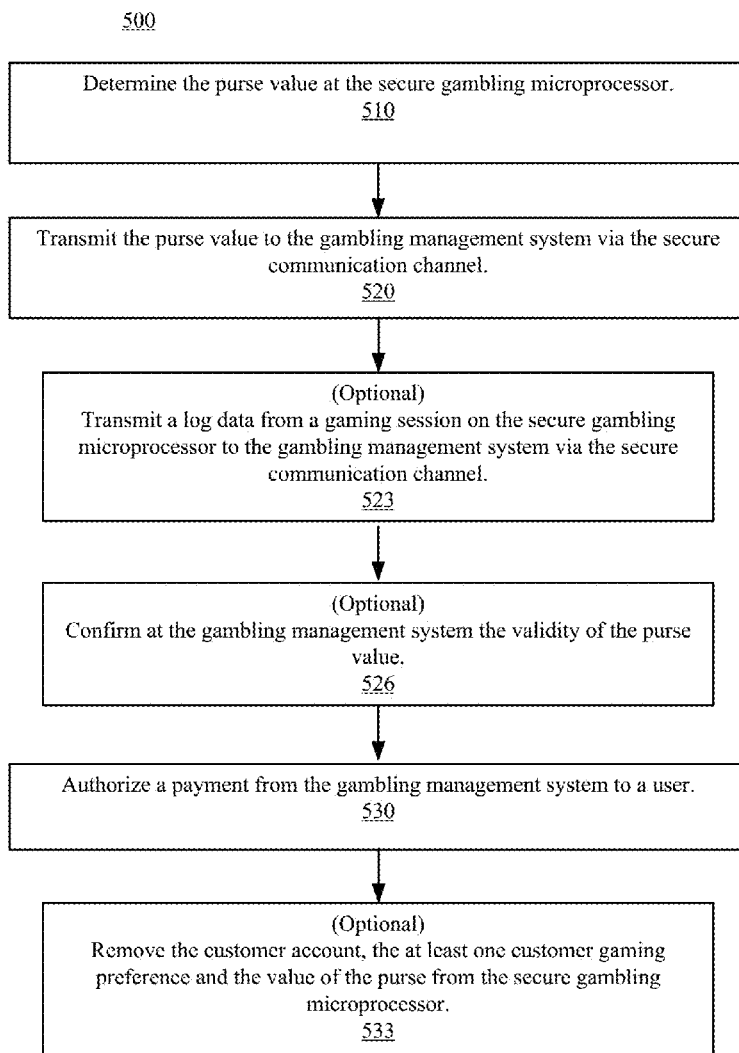 500
Determine the purse value at the secure gambling microprocessor.
510
Transmit the purse value to the gambling management system via the secure
communication channel.
520
(Optional)
Transmit a log data from a gaming session on the secure gambling
microprocessor to the gambling management system via the secure
communication channel.
523
(Optional)
Confirm at the gambling management system the validity of the purse
value.
526
Authorize a payment from the gambling management system to a user.
530
(Optional)
Remove the customer account, the at least one customer gaming
preference and the value of the purse from the secure gambling
microprocessor.
533